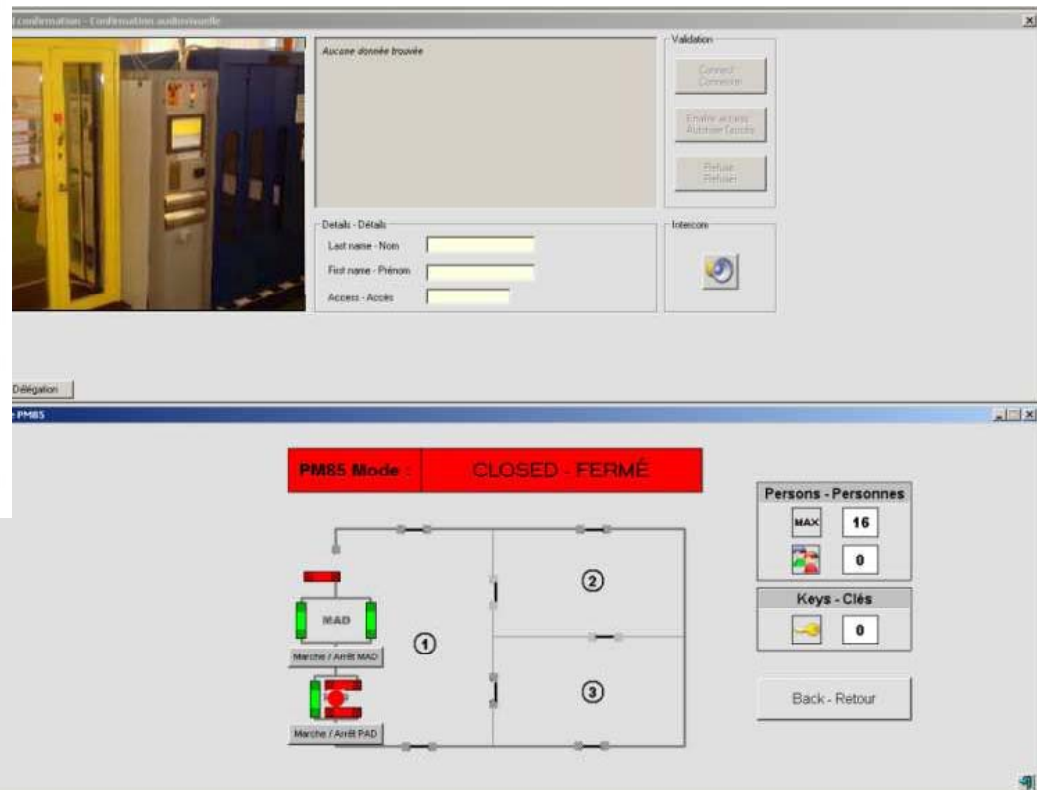 confirmation - Confirmation audiovisuelle
Aucune donnée trouvée
Validation
Connect
Connecter
Enable access
Autoriser l'accès
Refuse
Refuser
Details - Détails
Last name - Nom
First name - Prénom
Access - Accès
Intercom
Délégation
PM85
PM85 Mode :
CLOSED - FERMÉ
Persons - Personnes
MAX
16
0
Keys - Clés
0
Back - Retour
MAD
Marche / Arrêt MAD
Marche / Arrêt PAD
1
2
3